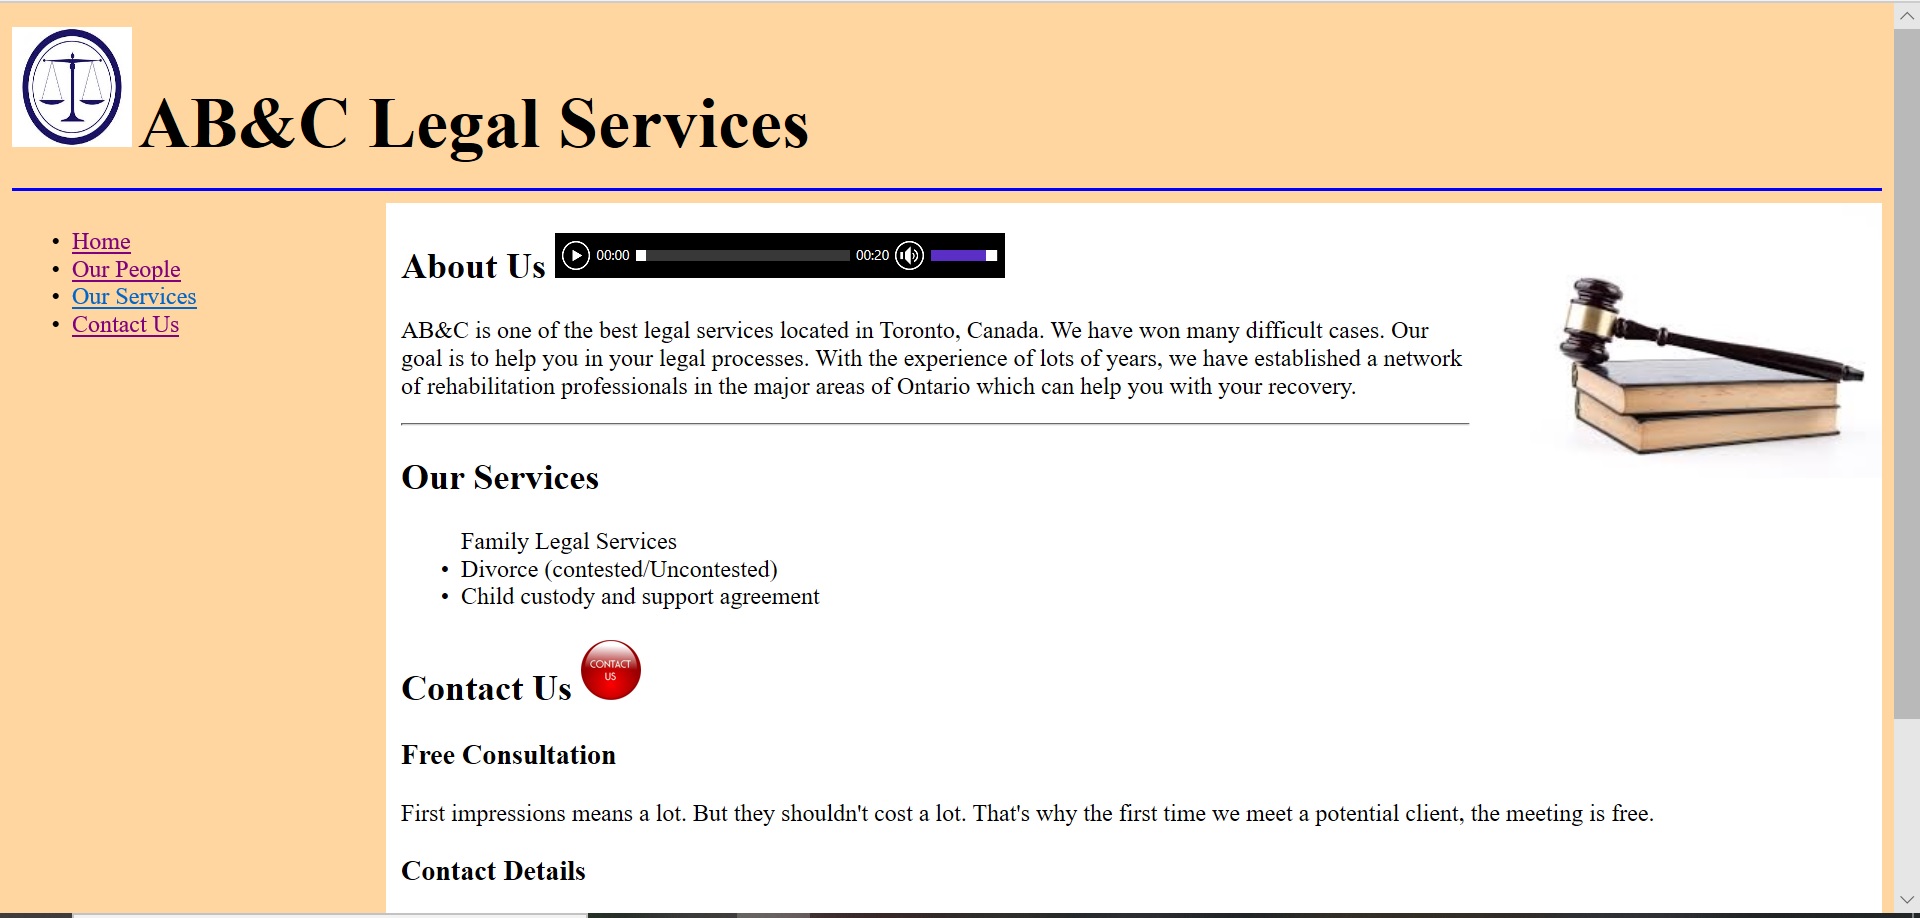 AB&C Legal Services
Home
Our People
Our Services
Contact Us
About Us
00:00 00:20
AB&C is one of the best legal services located in Toronto, Canada. We have won many difficult cases. Our
goal is to help you in your legal processes. With the experience of lots of years, we have established a network
of rehabilitation professionals in the major areas of Ontario which can help you with your recovery.
Our Services
Family Legal Services
Divorce (contested/Uncontested)
Child custody and support agreement
Contact Us
CONTACT
US
Free Consultation
First impressions means a lot. But they shouldn't cost a lot. That's why the first time we meet a potential client, the meeting is free.
Contact Details